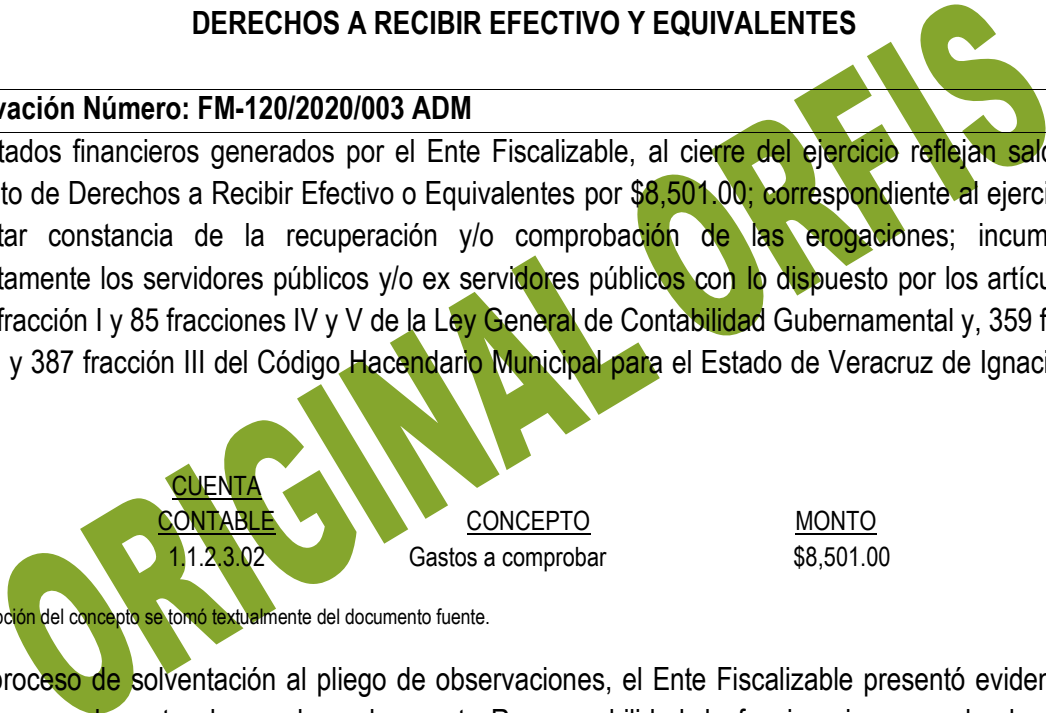 DERECHOS A RECIBIR EFECTIVO Y EQUIVALENTES
vación Número: FM-120/2020/003 ADM
tados financieros generados por el Ente Fiscalizable, al cierre del ejercicio reflejan sal
to de Derechos a Recibir Efectivo o Equivalentes por $8,501.00; correspondiente al ejerci
tar constancia de la recuperación y/o comprobación de las erogaciones; incum
tamente los servidores públicos y/o ex servidores públicos con lo dispuesto por los artícu
fracción I y 85 fracciones IV y V de la Ley General de Contabilidad Gubernamental y, 359 f
y 387 fracción III del Código Hacendario Municipal para el Estado de Veracruz de Ignaci
CUENTA
CONTABLE CONCEPTO MONTO
1.1.2.3.02 Gastos a comprobar $8,501.00
pción del concepto se tomó textualmente del documento fuente.
proceso de solventación al pliego de observaciones, el Ente Fiscalizable presentó eviden
ORIGINAL ORFIS